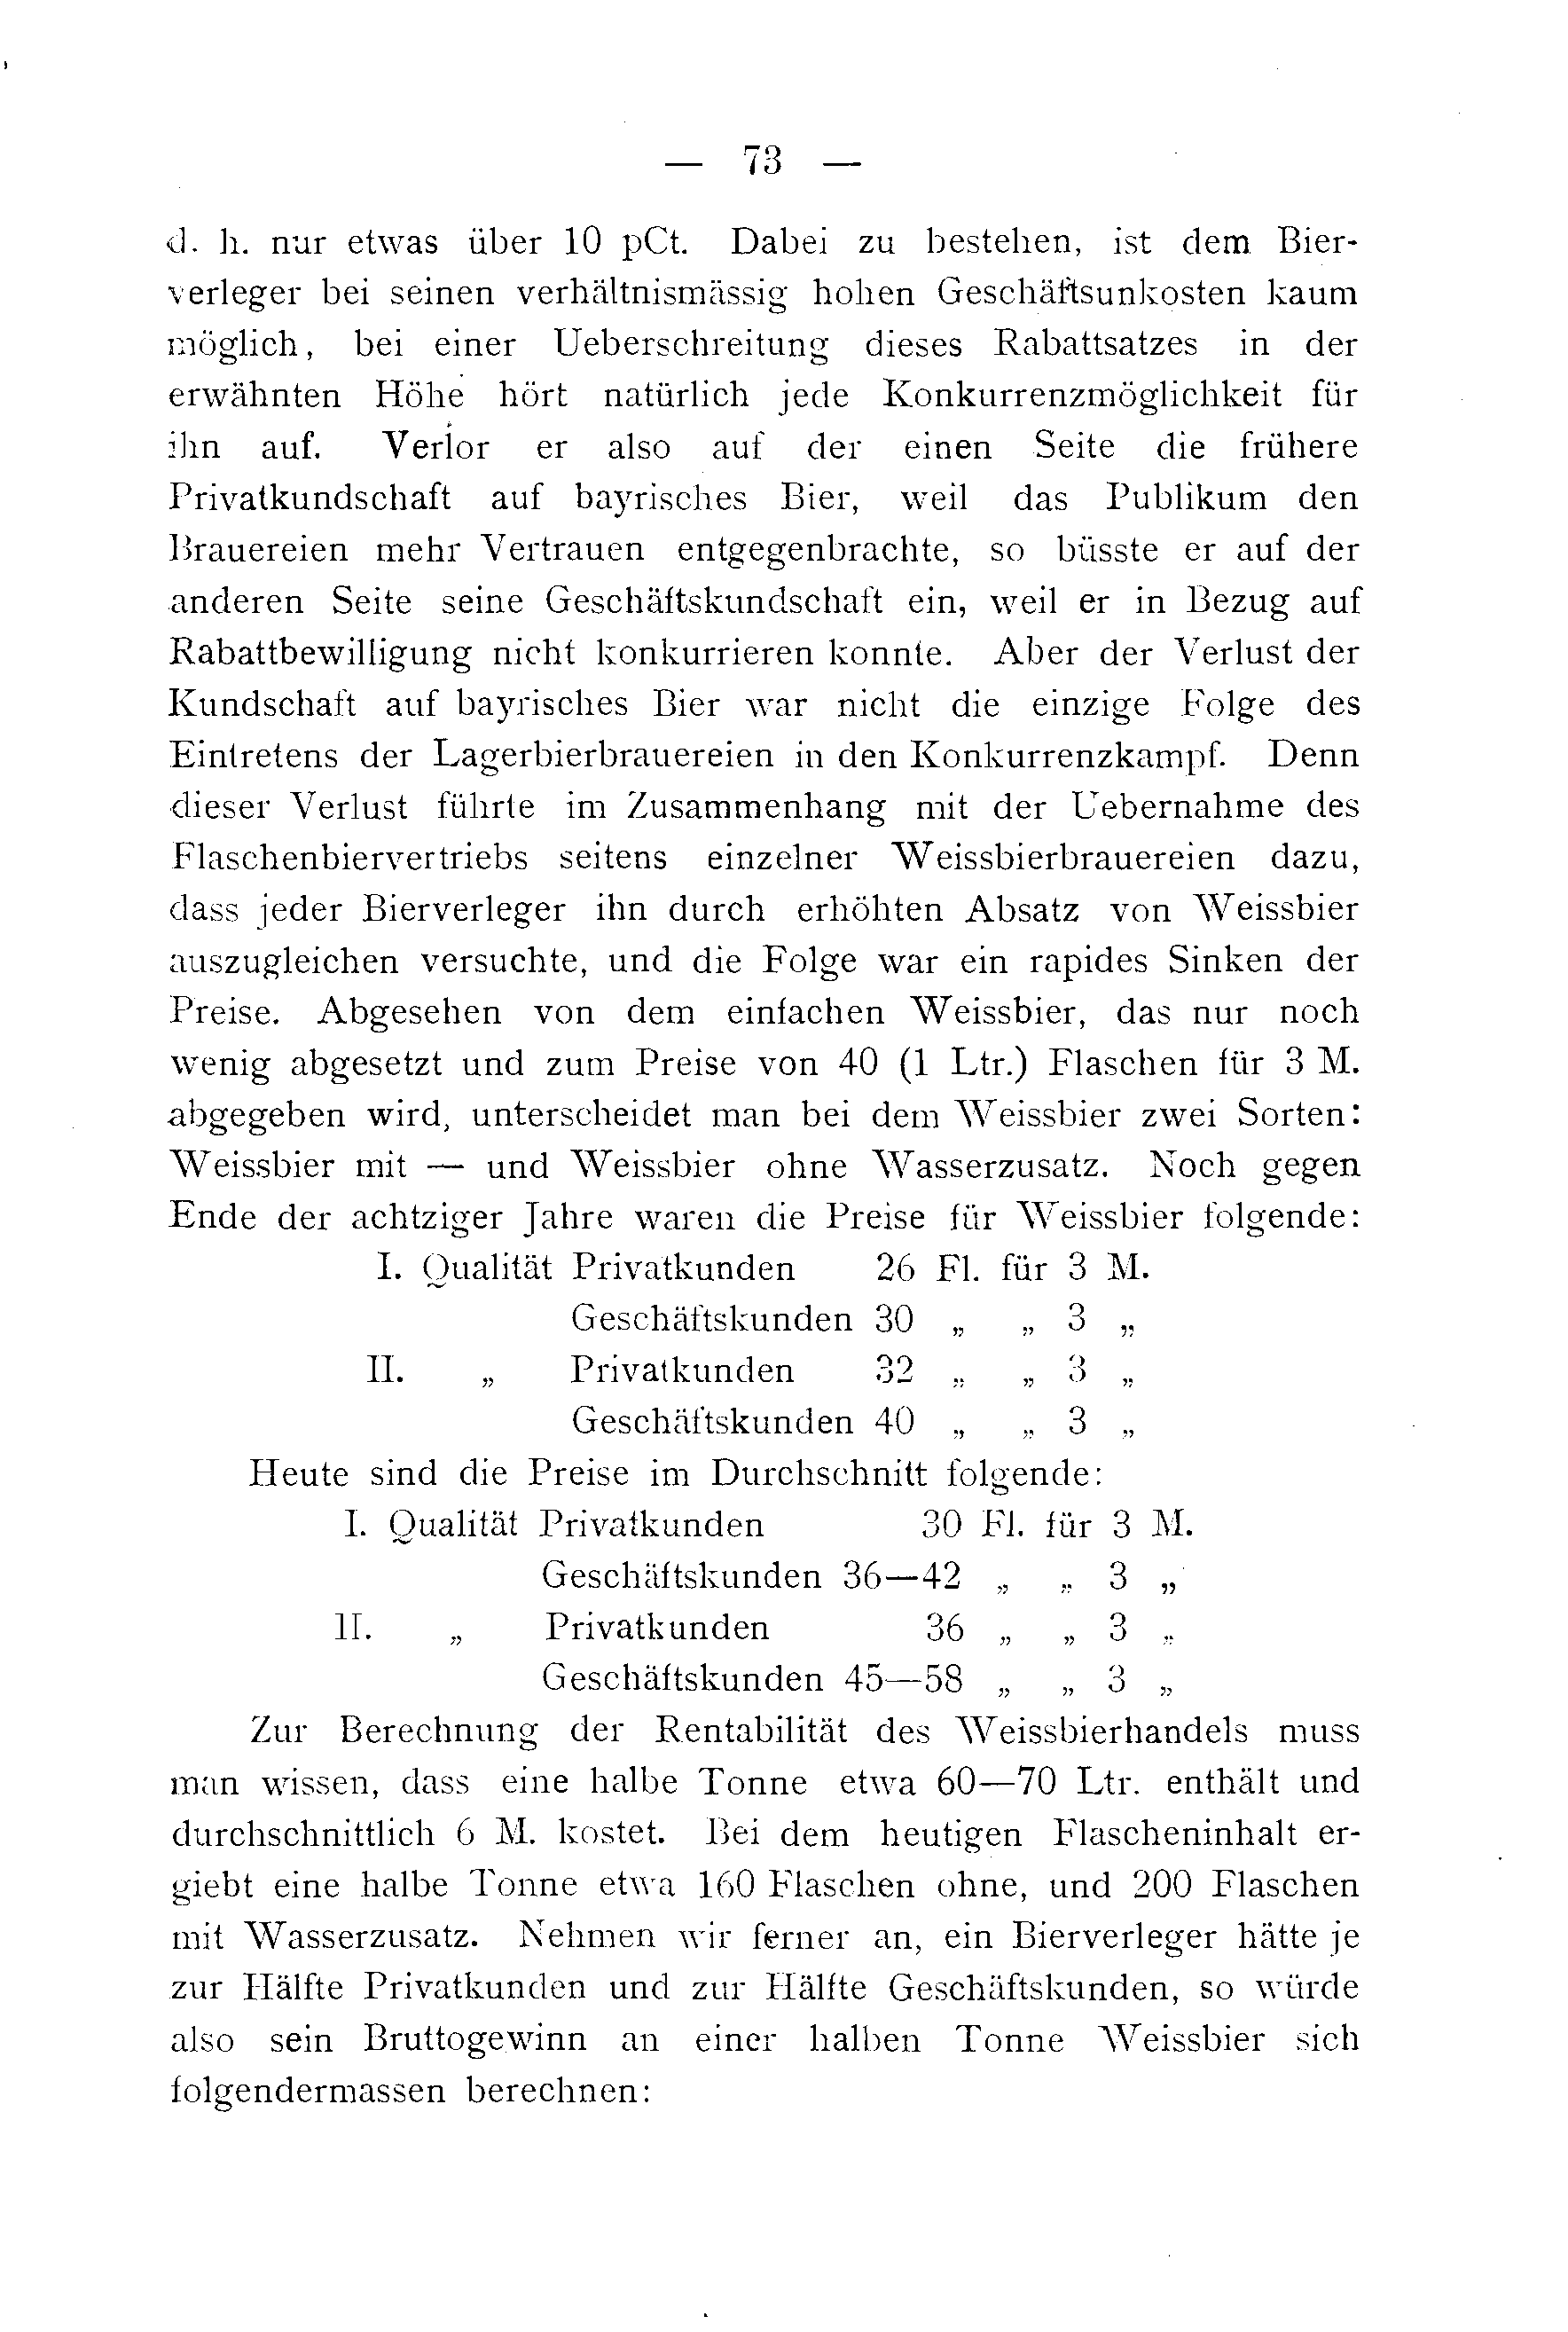 — 73 —
d. h. nur etwas über 10 pCt. Dabei zu bestehen, ist dem Bier-
verleger bei seinen verhältnismässig hohen Geschäftsunkosten kaum
möglich, bei einer Ueberschreitung dieses Rabattsatzes in der
erwähnten Höhe hört natürlich jede Konkurrenzmöglichkeit für
ihn auf. Verlor er also auf der einen Seite die frühere
Privatkundschaft auf bayrisches Bier, weil das Publikum den
Brauereien mehr Vertrauen entgegenbrachte, so büsste er auf der
anderen Seite seine Geschäftskundschaft ein, weil er in Bezug auf
Rabattbewilligung nicht konkurrieren konnte. Aber der Verlust der
Kundschaft auf bayrisches Bier war nicht die einzige Folge des
Eintretens der Lagerbierbrauereien in den Konkurrenzkampf. Denn
dieser Verlust führte im Zusammenhang mit der Uebernahme des
Flaschenbiervertriebs seitens einzelner Weissbierbrauereien dazu,
dass jeder Bierverleger ihn durch erhöhten Absatz von Weissbier
auszugleichen versuchte, und die Folge war ein rapides Sinken der
Preise. Abgesehen von dem einfachen Weissbier, das nur noch
wenig abgesetzt und zum Preise von 40 (1 Ltr.) Flaschen für 3 M.
abgegeben wird, unterscheidet man bei dem Weissbier zwei Sorten:
Weissbier mit — und Weissbier ohne Wasserzusatz. Noch gegen
Ende der achtziger Jahre waren die Preise für Weissbier folgende:
I. Qualität Privatkunden 26 Fl. für 3 M.
Geschäftskunden 30 „ „ 3 „
II. „ Privatkunden 32 „ „ 3 „
Geschäftskunden 40 „ „ 3 „
Heute sind die Preise im Durchschnitt folgende:
I. Qualität Privatkunden 30 Fl. für 3 M.
Geschäftskunden 36—42 „ „ 3 „
II. „ Privatkunden 36 „ „ 3 „
Geschäftskunden 45—58 „ „ 3 „
Zur Berechnung der Rentabilität des Weissbierhandels muss
man wissen, dass eine halbe Tonne etwa 60—70 Ltr. enthält und
durchschnittlich 6 M. kostet. Bei dem heutigen Flascheninhalt er-
giebt eine halbe Tonne etwa 160 Flaschen ohne, und 200 Flaschen
mit Wasserzusatz. Nehmen wir ferner an, ein Bierverleger hätte je
zur Hälfte Privatkunden und zur Hälfte Geschäftskunden, so würde
also sein Bruttogewinn an einer halben Tonne Weissbier sich
folgendermassen berechnen: